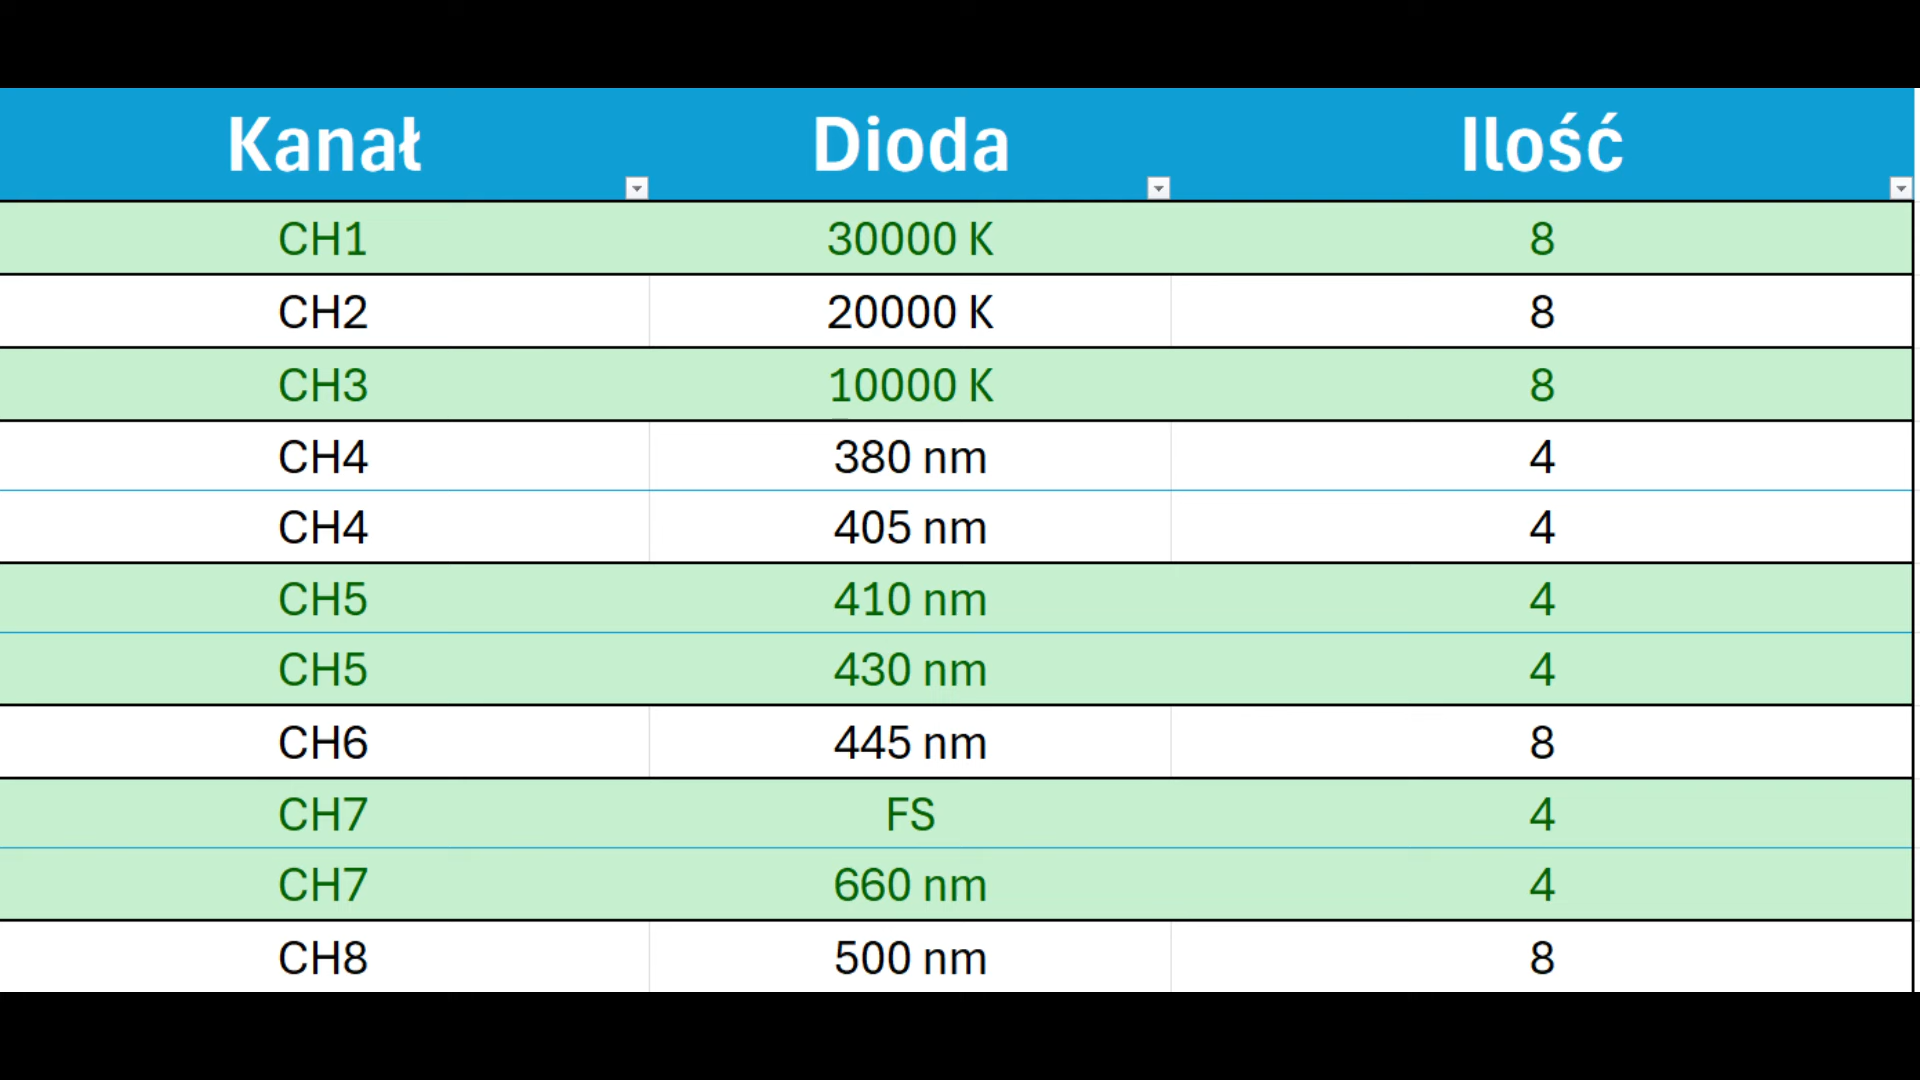 Kanał Dioda Ilość
CH1 30000 K 8
CH2 20000 K 8
CH3 10000 K 8
CH4 380 nm 4
CH4 405 nm 4
CH5 410 nm 4
CH5 430 nm 4
CH6 445 nm 8
CH7 FS 4
CH7 660 nm 4
CH8 500 nm 8